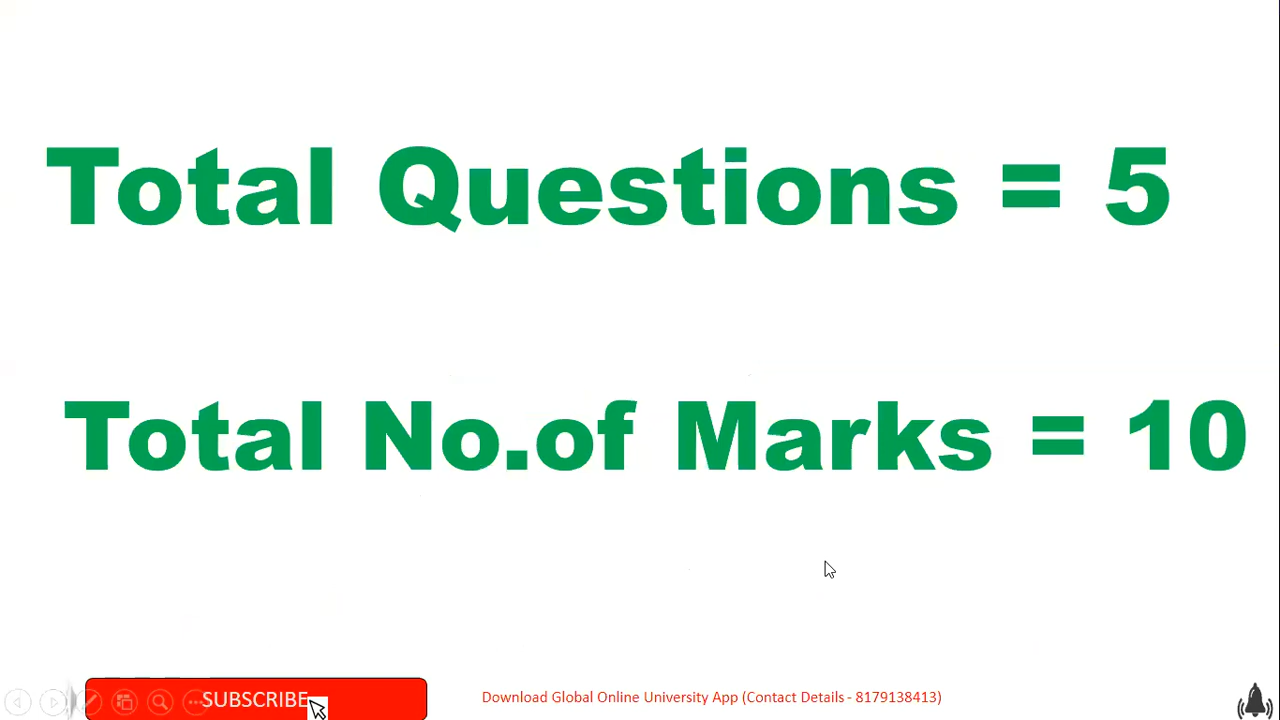 Total Questions = 5
Total No.of Marks = 10
SUBSCRIBE
Download Global Online University App (Contact Details - 8179138413)